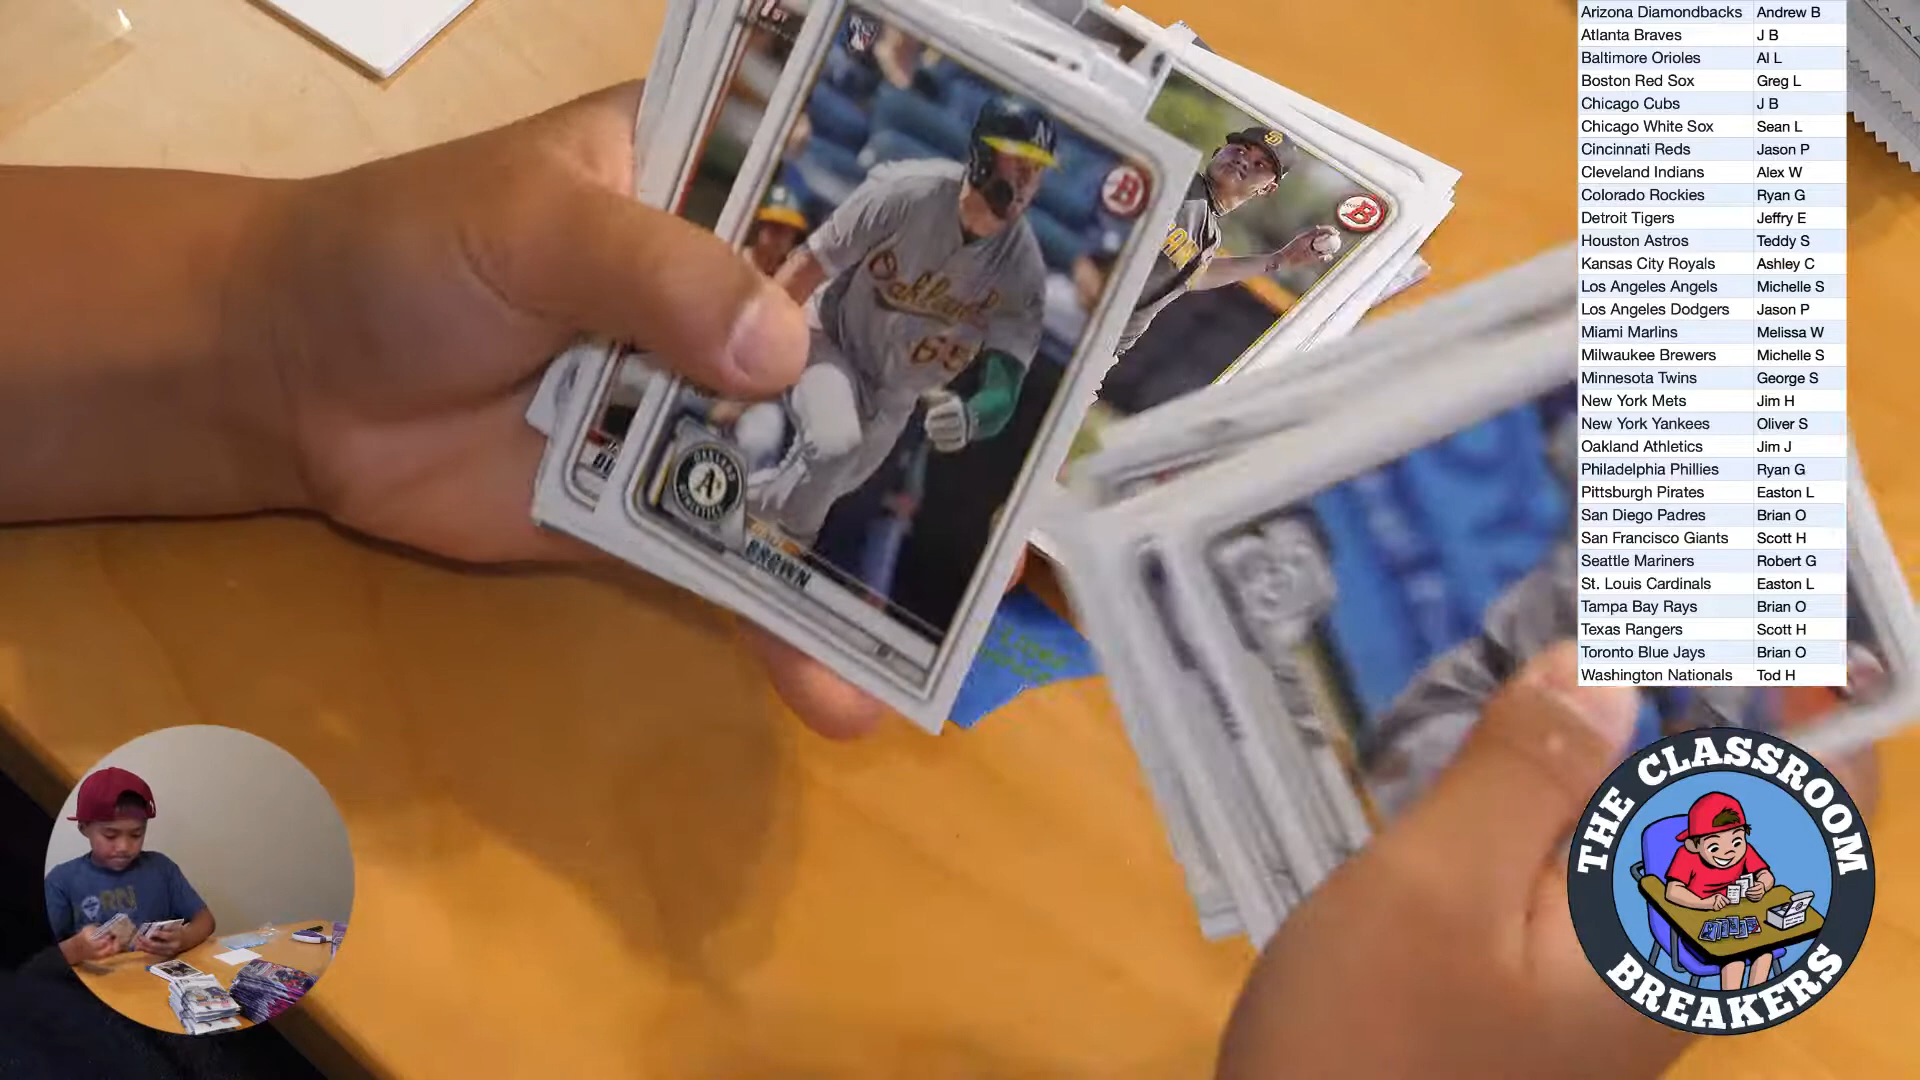 Arizona Diamondbacks Andrew B
Atlanta Braves J B
Baltimore Orioles Al L
Boston Red Sox Greg L
Chicago Cubs J B
Chicago White Sox Sean L
Cincinnati Reds Jason P
Cleveland Indians Alex W
Colorado Rockies Ryan G
Detroit Tigers Jeffry E
Houston Astros Teddy S
Kansas City Royals Ashley C
Los Angeles Angels Michelle S
Los Angeles Dodgers Jason P
Miami Marlins Melissa W
Milwaukee Brewers Michelle S
Minnesota Twins George S
New York Mets Jim H
New York Yankees Oliver S
Oakland Athletics Jim J
Philadelphia Phillies Ryan G
Pittsburgh Pirates Easton L
San Diego Padres Brian O
San Francisco Giants Scott H
Seattle Mariners Robert G
St. Louis Cardinals Easton L
Tampa Bay Rays Brian O
Texas Rangers Scott H
Toronto Blue Jays Brian O
Washington Nationals Tod H
1ST
RC
A's
B
SD
B
Oakland
65
OAKLAND
A's
BROWN
THE CLASSROOM
BREAKERS